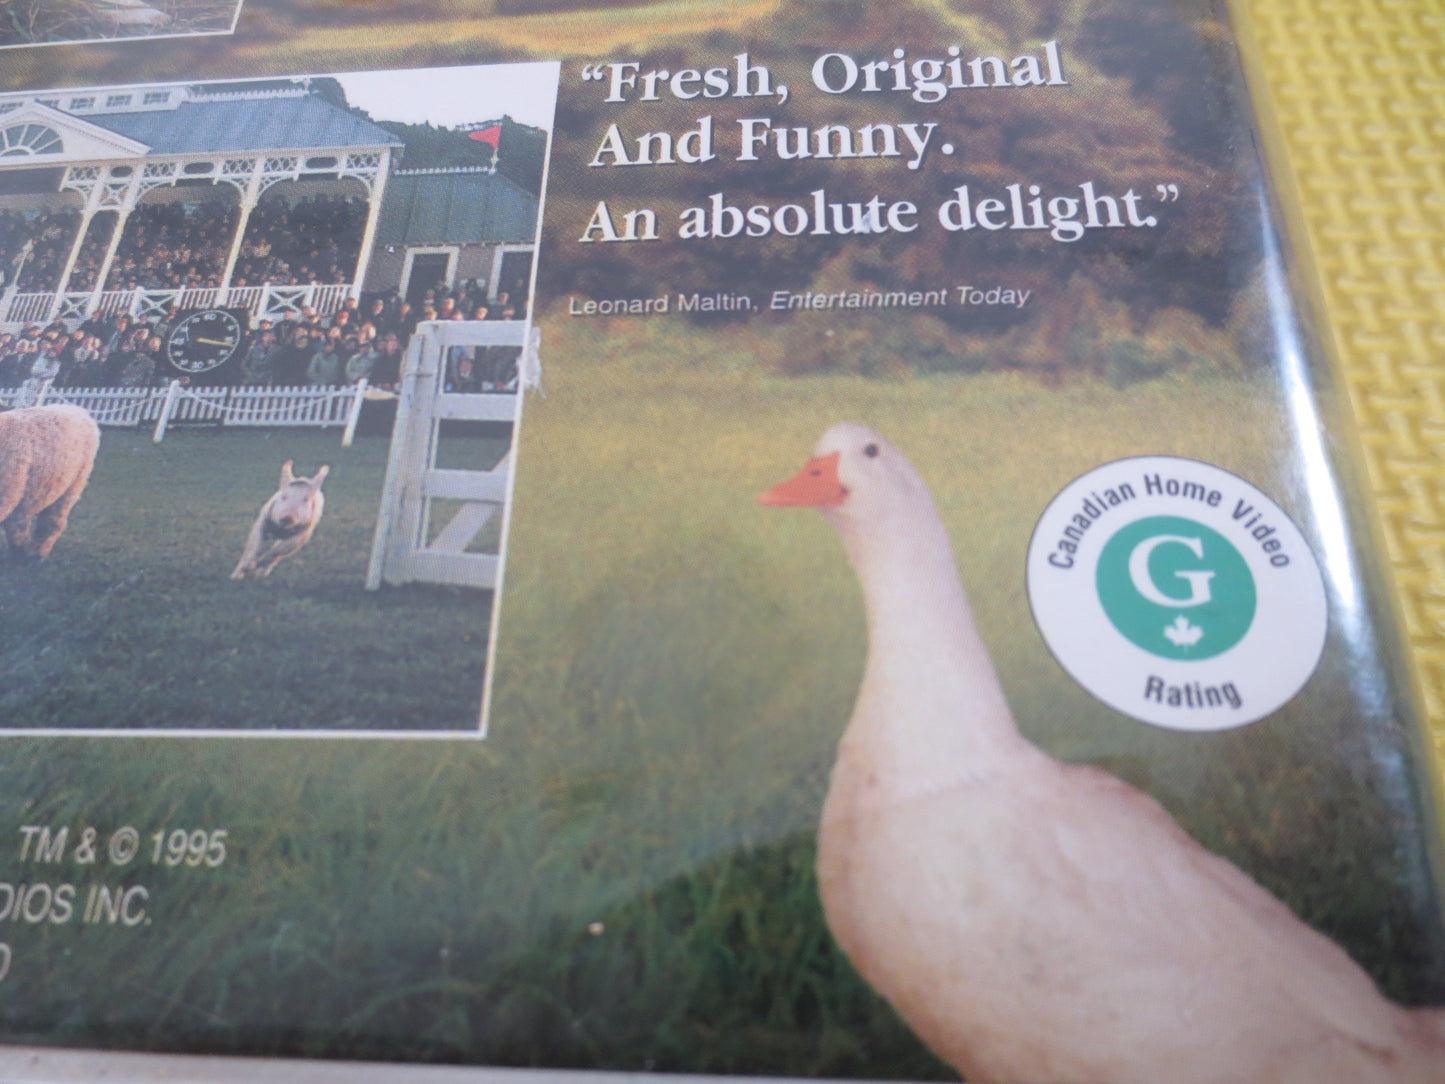 “Fresh, Original
And Funny.
An absolute delight.”
Leonard Maltin, Entertainment Today
Canadian Home Video
G
Rating
TM & © 1995
DIOS INC.